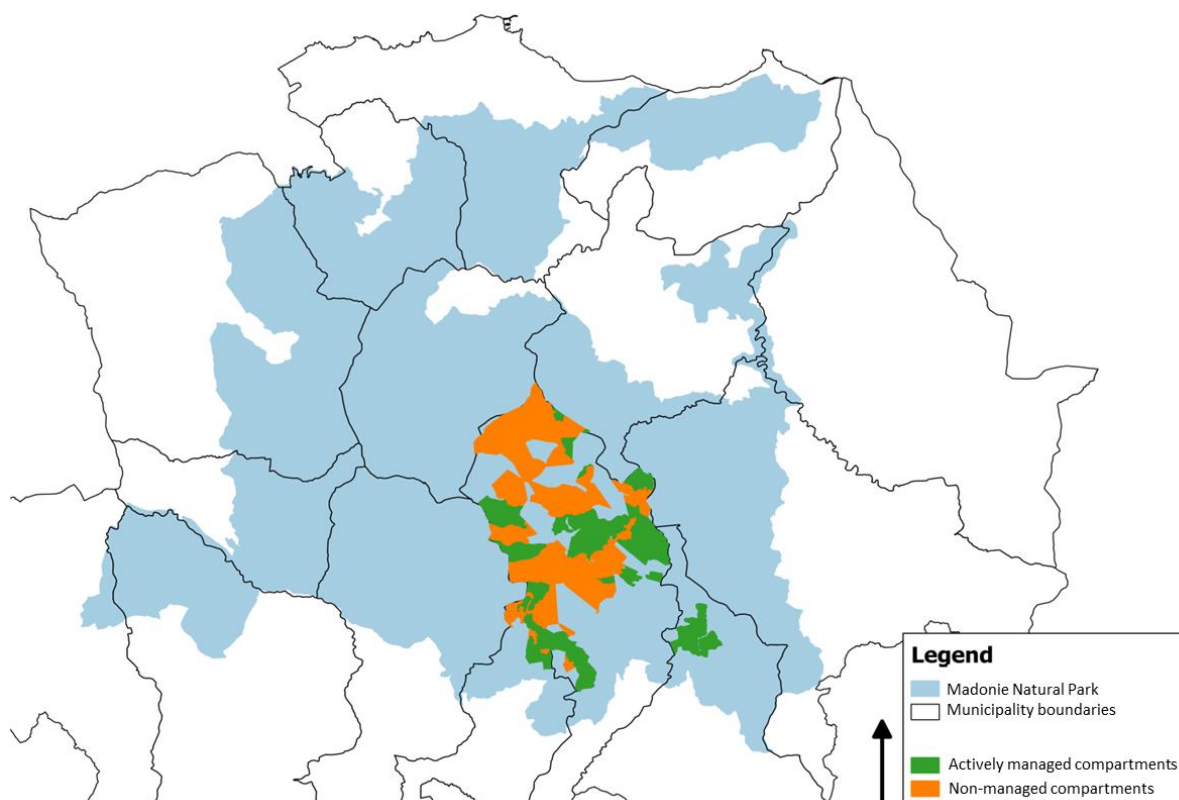 Legend
Madonie Natural Park
Municipality boundaries
Actively managed compartments
Non-managed compartments